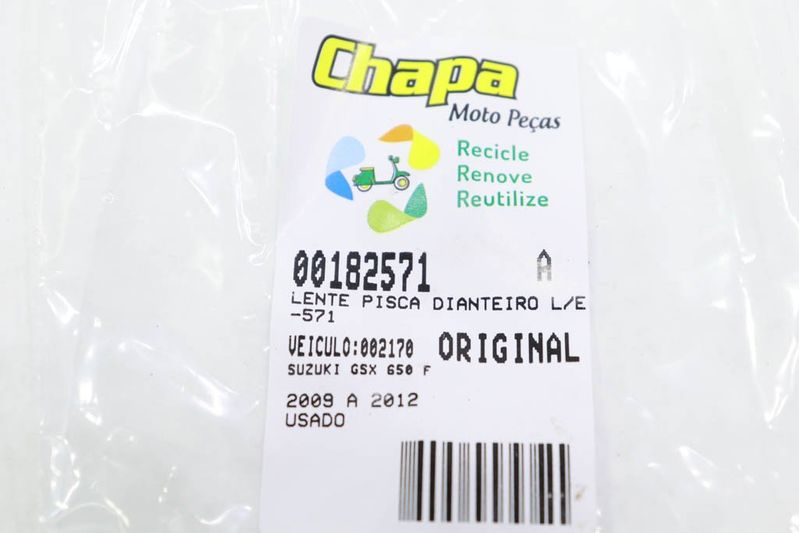 Chapa
Moto Peças
Recicle
Renove
Reutilize
00182571 A
LENTE PISCA DIANTEIRO L/E
-571
VEICULO:002170 ORIGINAL
SUZUKI GSX 650 F
2009 A 2012
USADO